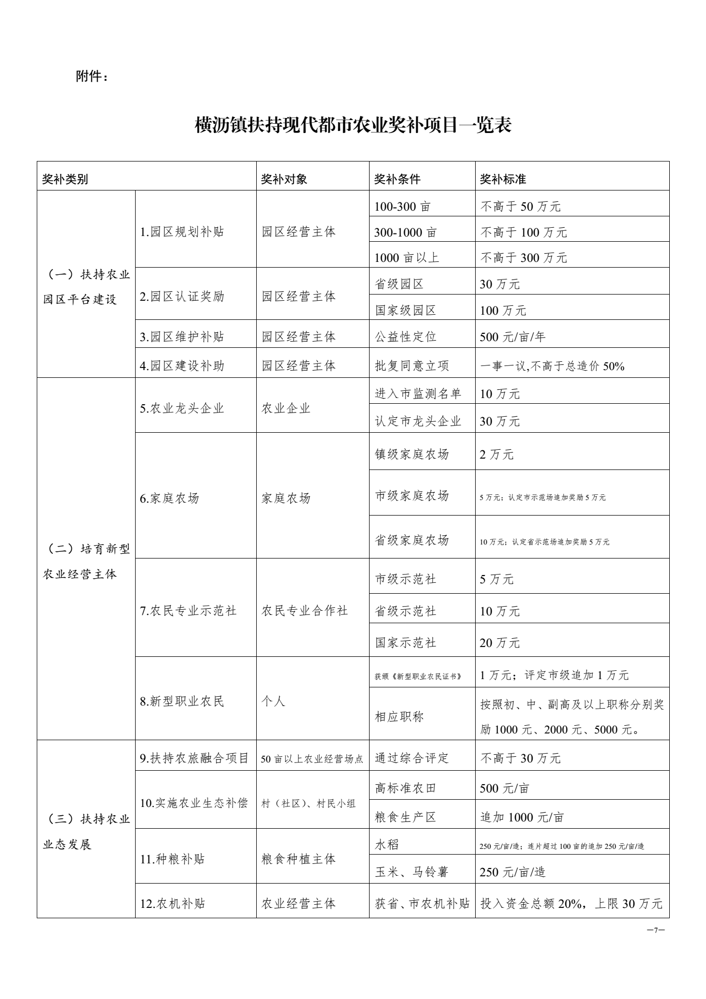 附件：
横沥镇扶持现代都市农业奖补项目一览表
奖补类别 奖补对象 奖补条件 奖补标准
（一）扶持农业
园区平台建设
1.园区规划补贴 园区经营主体
100-300 亩 不高于 50 万元
300-1000 亩 不高于 100 万元
1000 亩以上 不高于 300 万元
2.园区认证奖励 园区经营主体
省级园区 30 万元
国家级园区 100 万元
3.园区维护补贴 园区经营主体 公益性定位 500 元/亩/年
4.园区建设补助 园区经营主体 批复同意立项 一事一议,不高于总造价 50%
（二）培育新型
农业经营主体
5.农业龙头企业 农业企业
进入市监测名单 10 万元
认定市龙头企业 30 万元
6.家庭农场 家庭农场
镇级家庭农场 2 万元
市级家庭农场 5 万元；认定市示范场追加奖励 5 万元
省级家庭农场 10 万元；认定省示范场追加奖励 5 万元
7.农民专业示范社 农民专业合作社
市级示范社 5 万元
省级示范社 10 万元
国家示范社 20 万元
8.新型职业农民 个人
获颁《新型职业农民证书》 1 万元；评定市级追加 1 万元
相应职称
按照初、中、副高及以上职称分别奖
励 1000 元、2000 元、5000 元。
（三）扶持农业
业态发展
9.扶持农旅融合项目 50 亩以上农业经营场点 通过综合评定 不高于 30 万元
10.实施农业生态补偿 村（社区）、村民小组
高标准农田 500 元/亩
粮食生产区 追加 1000 元/亩
11.种粮补贴 粮食种植主体
水稻 250 元/亩/造；连片超过 100 亩的追加 250 元/亩/造
玉米、马铃薯 250 元/亩/造
12.农机补贴 农业经营主体 获省、市农机补贴 投入资金总额 20%，上限 30 万元
—7—